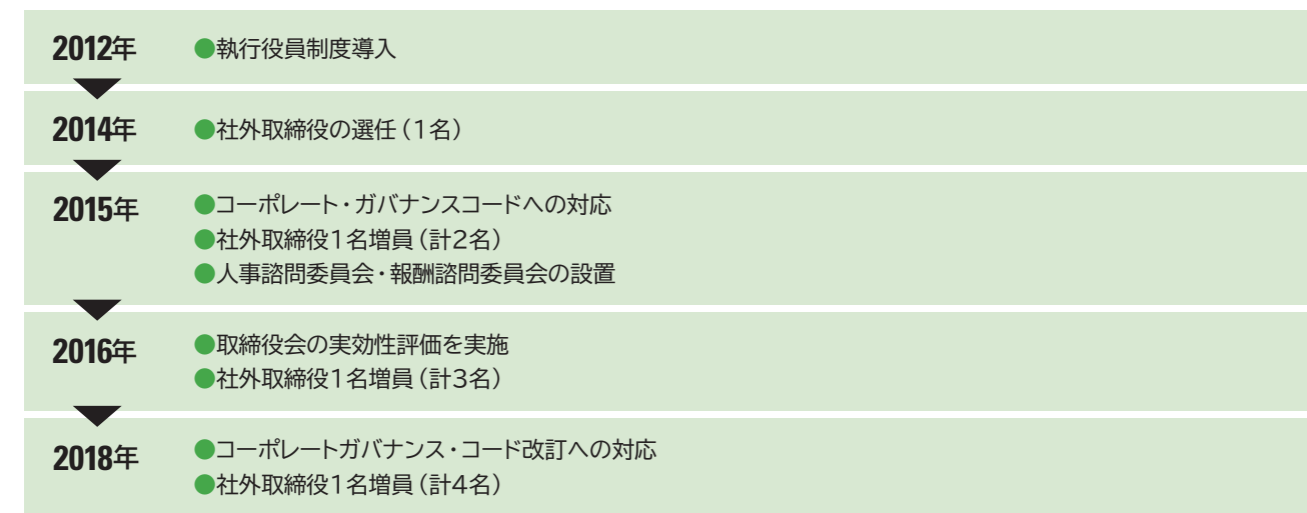 2012年 ●執行役員制度導入
2014年 ●社外取締役の選任（1名）
2015年 ●コーポレート・ガバナンスコードへの対応
●社外取締役1名増員（計2名）
●人事諮問委員会・報酬諮問委員会の設置
2016年 ●取締役会の実効性評価を実施
●社外取締役1名増員（計3名）
2018年 ●コーポレートガバナンス・コード改訂への対応
●社外取締役1名増員（計4名）